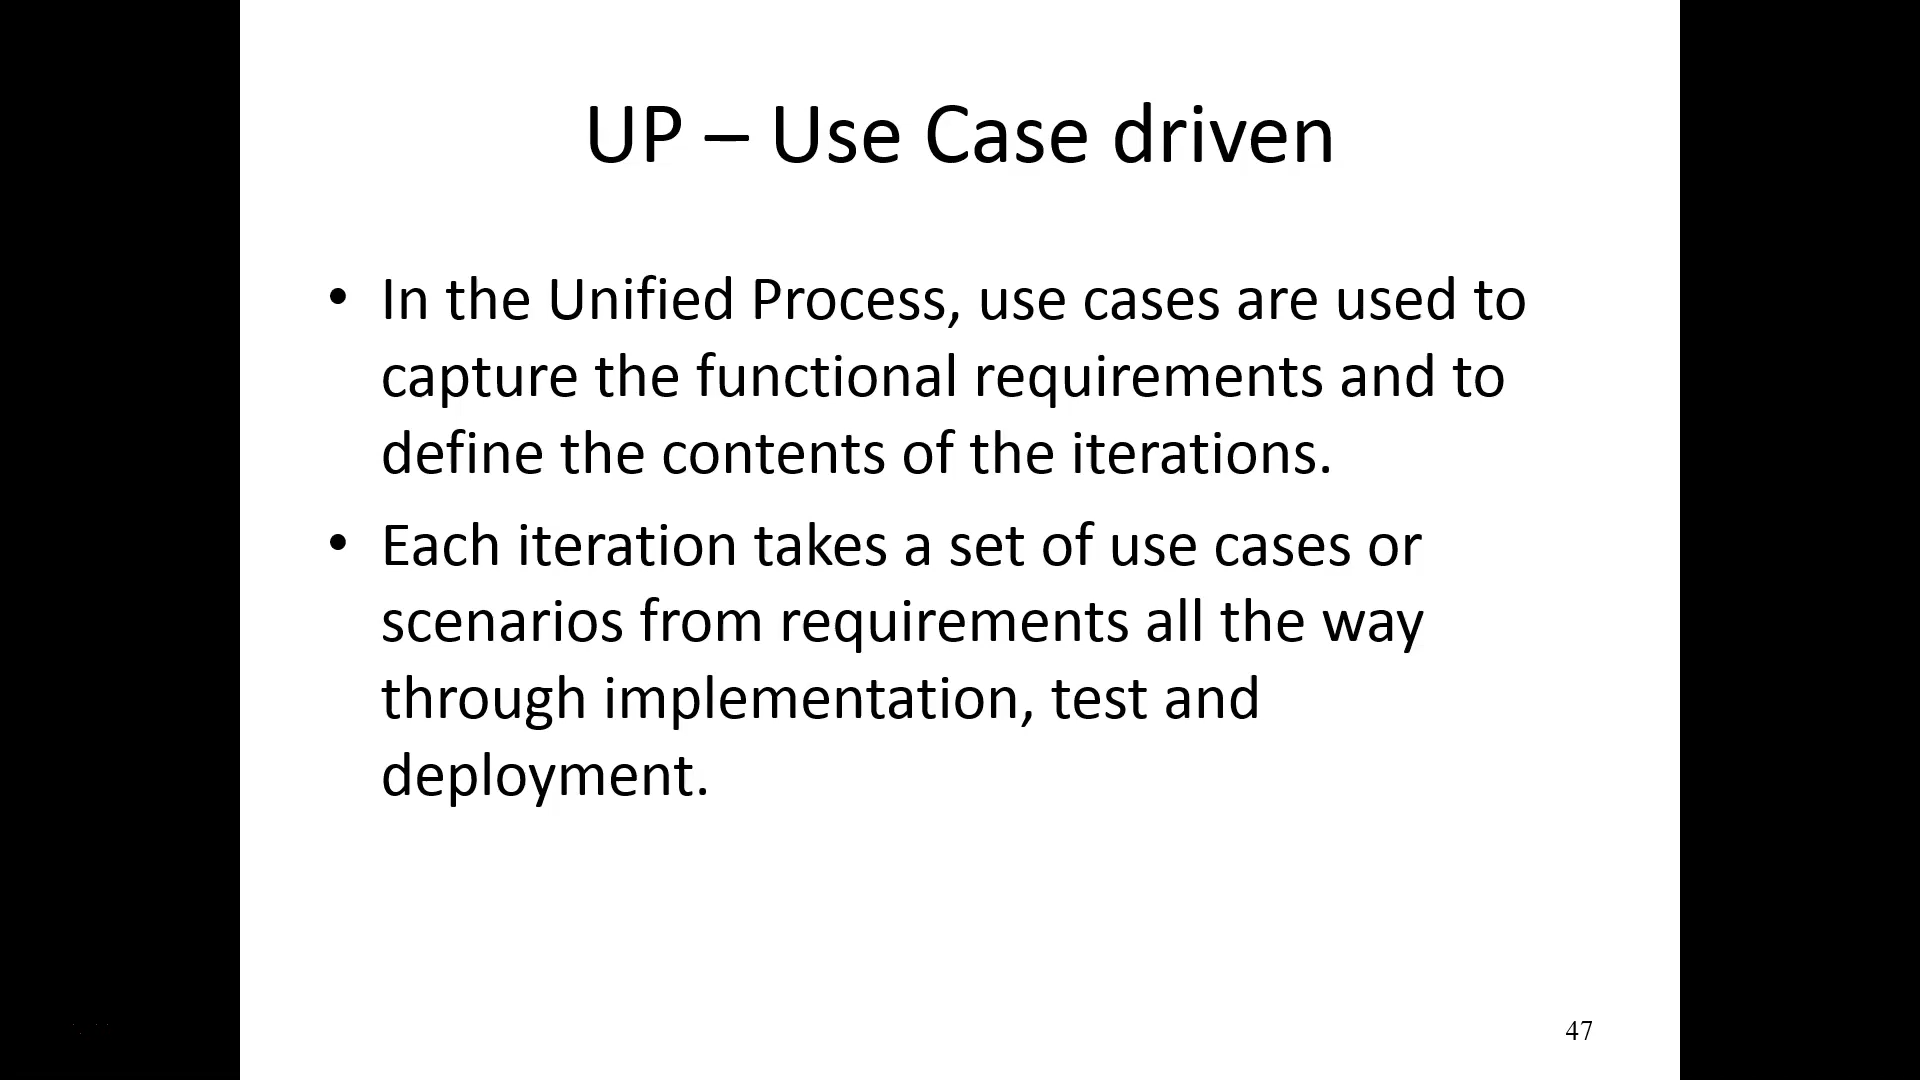 UP – Use Case driven
• In the Unified Process, use cases are used to
capture the functional requirements and to
define the contents of the iterations.
• Each iteration takes a set of use cases or
scenarios from requirements all the way
through implementation, test and
deployment.
47